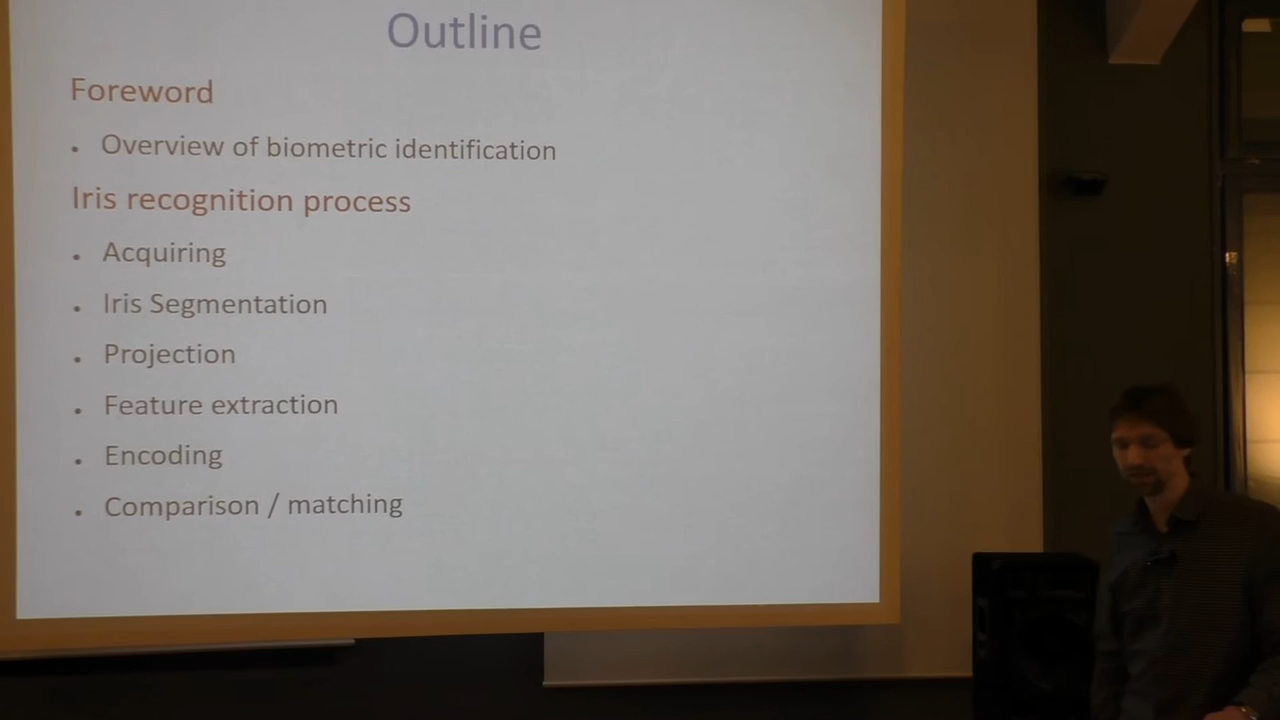 Outline
Foreword
• Overview of biometric identification
Iris recognition process
• Acquiring
• Iris Segmentation
• Projection
• Feature extraction
• Encoding
• Comparison / matching